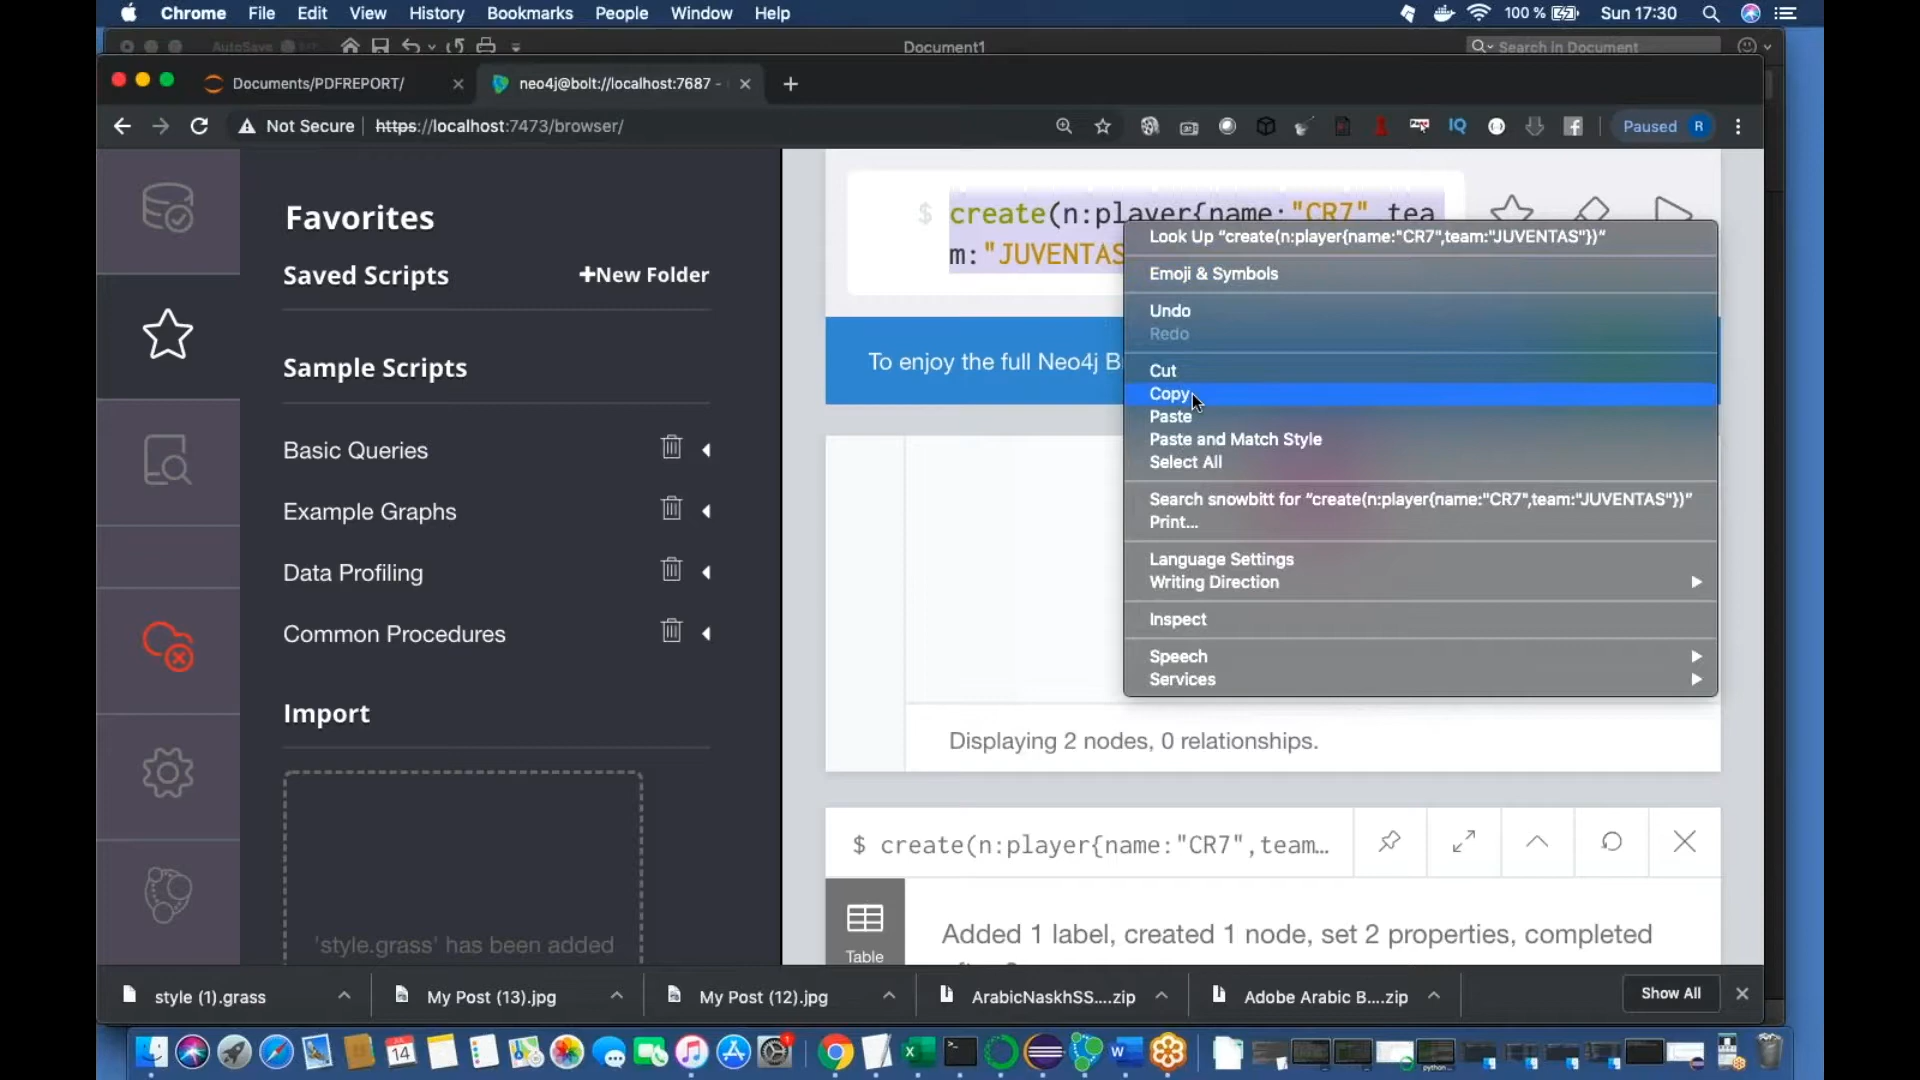 Chrome File Edit View History Bookmarks People Window Help 100 % Sun 17:30
AutoSave Document1 Search in Document
Documents/PDFREPORT/ neo4j@bolt://localhost:7687 -
Not Secure https://localhost:7473/browser/ IQ Paused R
Favorites
Saved Scripts +New Folder
Sample Scripts
Basic Queries
Example Graphs
Data Profiling
Common Procedures
Import
'style.grass' has been added
$ create(n:player{name:"CR7",tea
m:"JUVENTAS
To enjoy the full Neo4j B
Look Up “create(n:player{name:"CR7",team:"JUVENTAS"})”
Emoji & Symbols
Undo
Redo
Cut
Copy
Paste
Paste and Match Style
Select All
Search snowbitt for “create(n:player{name:"CR7",team:"JUVENTAS"})”
Print...
Language Settings
Writing Direction
Inspect
Speech
Services
Displaying 2 nodes, 0 relationships.
$ create(n:player{name:"CR7",team…
Table
Added 1 label, created 1 node, set 2 properties, completed
style (1).grass My Post (13).jpg My Post (12).jpg ArabicNaskhSS....zip Adobe Arabic B....zip Show All
14